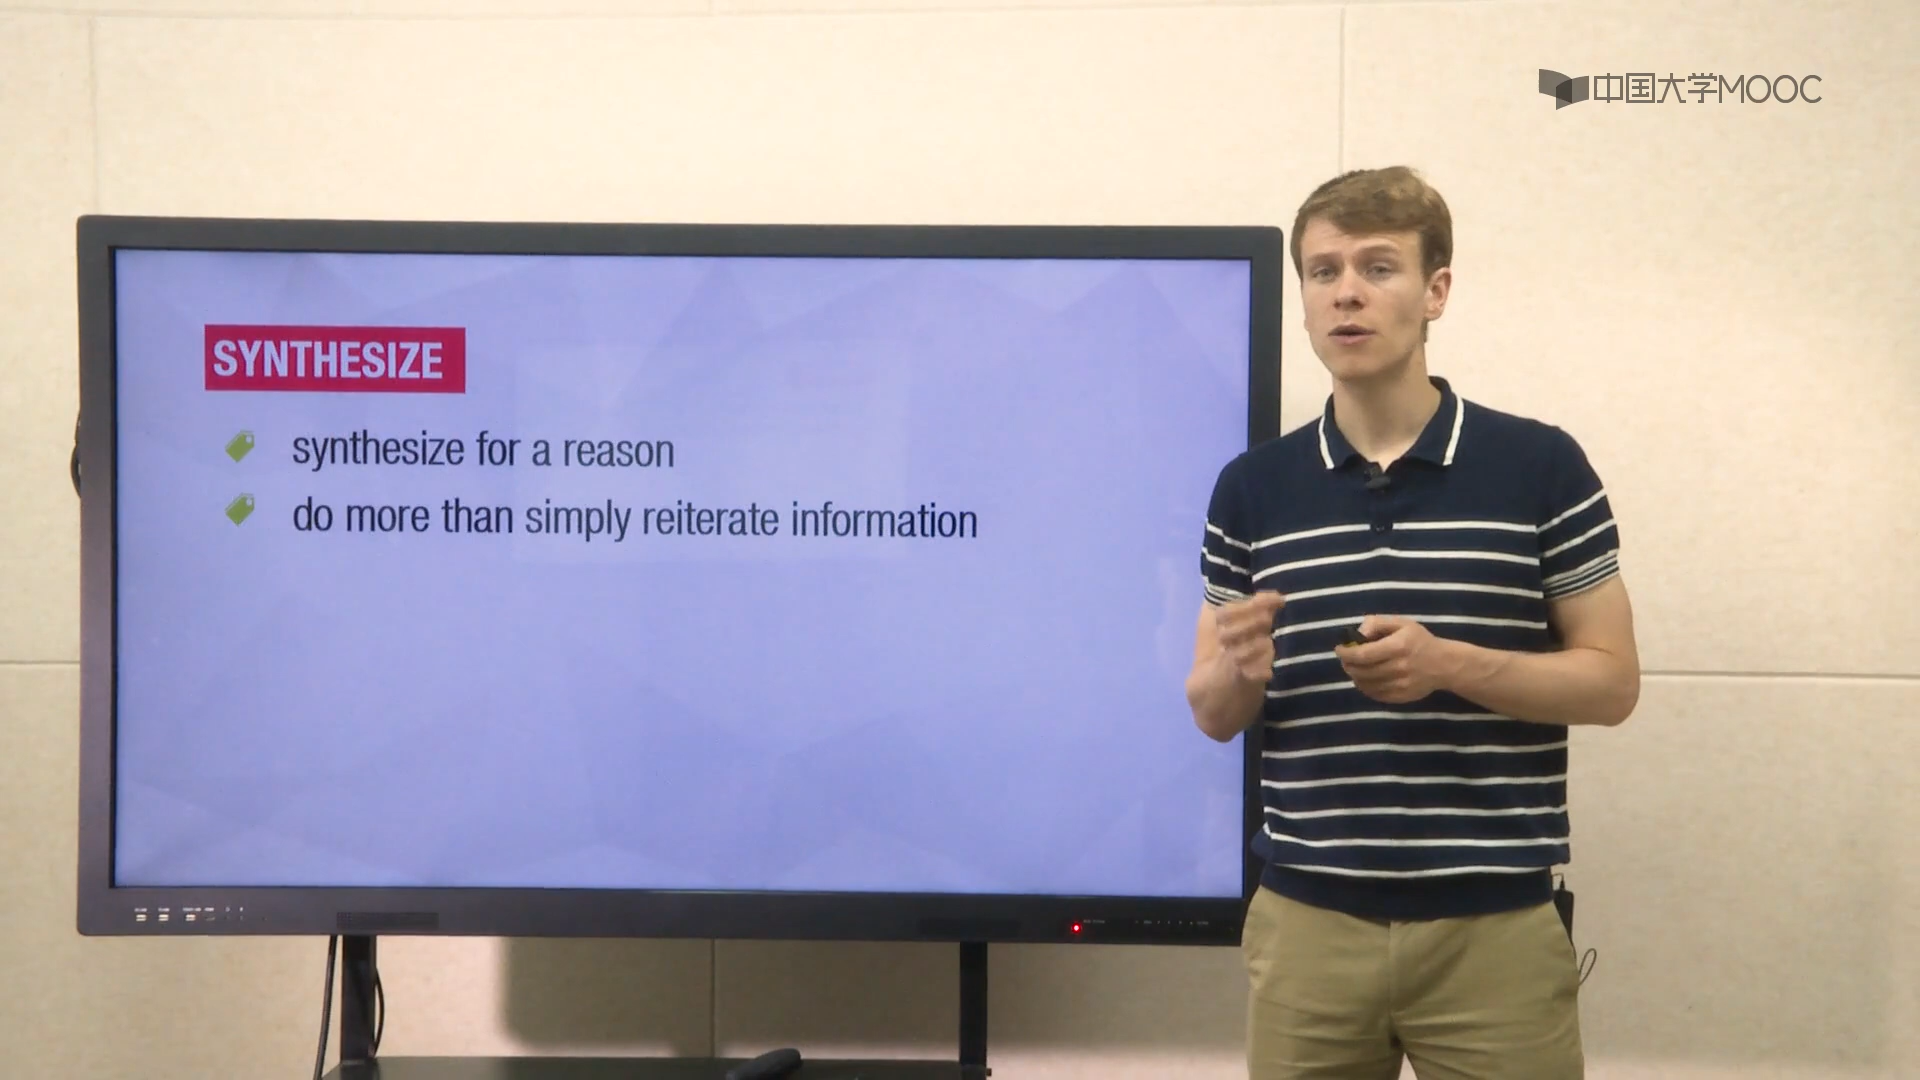 中国大学MOOC
SYNTHESIZE
synthesize for a reason
do more than simply reiterate information